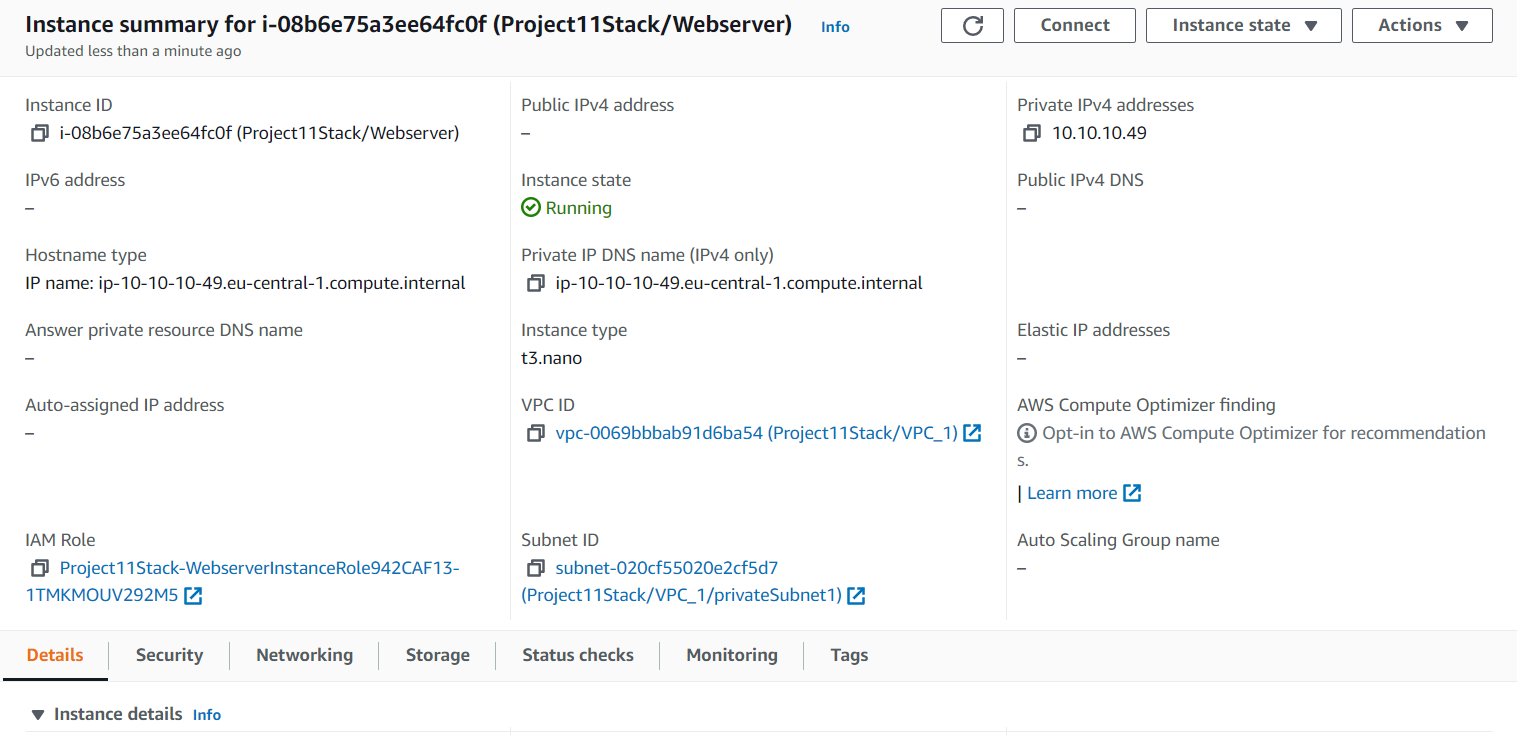 Instance summary for i-08b6e75a3ee64fc0f (Project11Stack/Webserver) Info
Updated less than a minute ago
Connect
Instance state
Actions
Instance ID
i-08b6e75a3ee64fc0f (Project11Stack/Webserver)
Public IPv4 address
–
Private IPv4 addresses
10.10.10.49
IPv6 address
–
Instance state
Running
Public IPv4 DNS
–
Hostname type
IP name: ip-10-10-10-49.eu-central-1.compute.internal
Private IP DNS name (IPv4 only)
ip-10-10-10-49.eu-central-1.compute.internal
Answer private resource DNS name
–
Instance type
t3.nano
Elastic IP addresses
–
Auto-assigned IP address
–
VPC ID
vpc-0069bbbab91d6ba54 (Project11Stack/VPC_1)
AWS Compute Optimizer finding
Opt-in to AWS Compute Optimizer for recommendation
s.
| Learn more
IAM Role
Project11Stack-WebserverInstanceRole942CAF13-
1TMKMOUV292M5
Subnet ID
subnet-020cf55020e2cf5d7
(Project11Stack/VPC_1/privateSubnet1)
Auto Scaling Group name
–
Details
Security
Networking
Storage
Status checks
Monitoring
Tags
Instance details Info